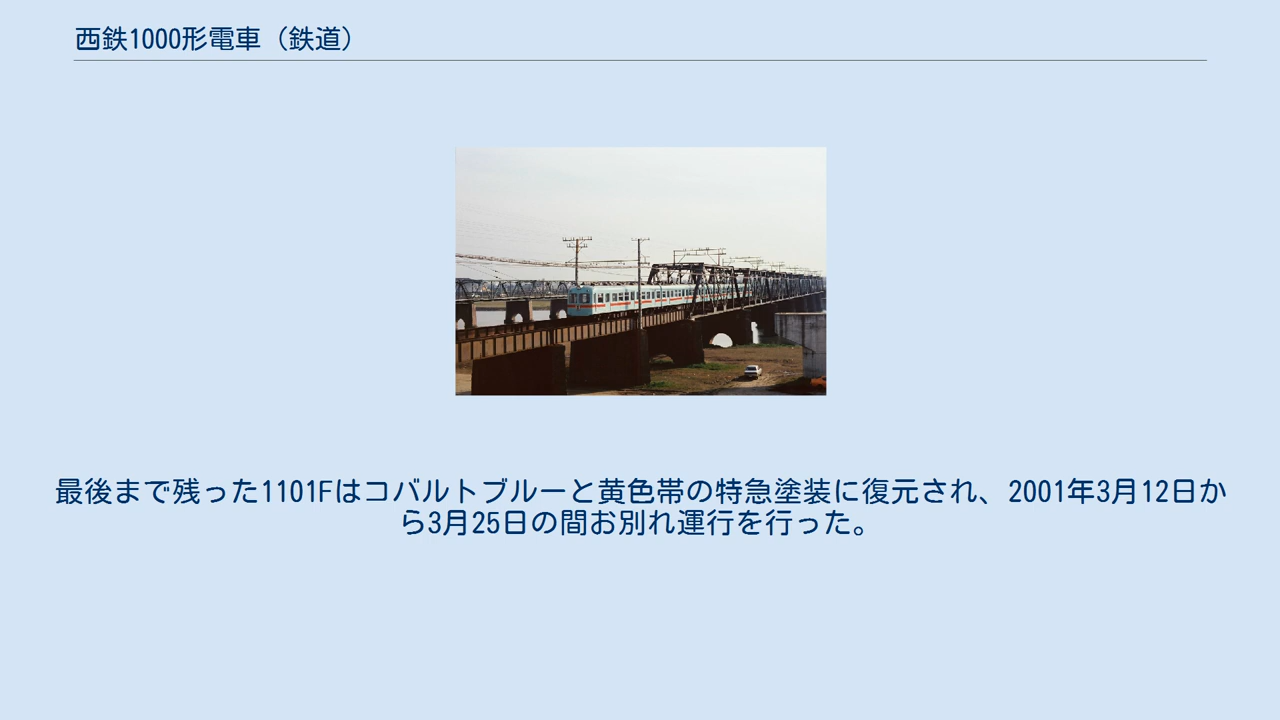 西鉄1000形電車（鉄道）
最後まで残った1101Fはコバルトブルーと黄色帯の特急塗装に復元され、2001年3月12日か
ら3月25日の間お別れ運行を行った。